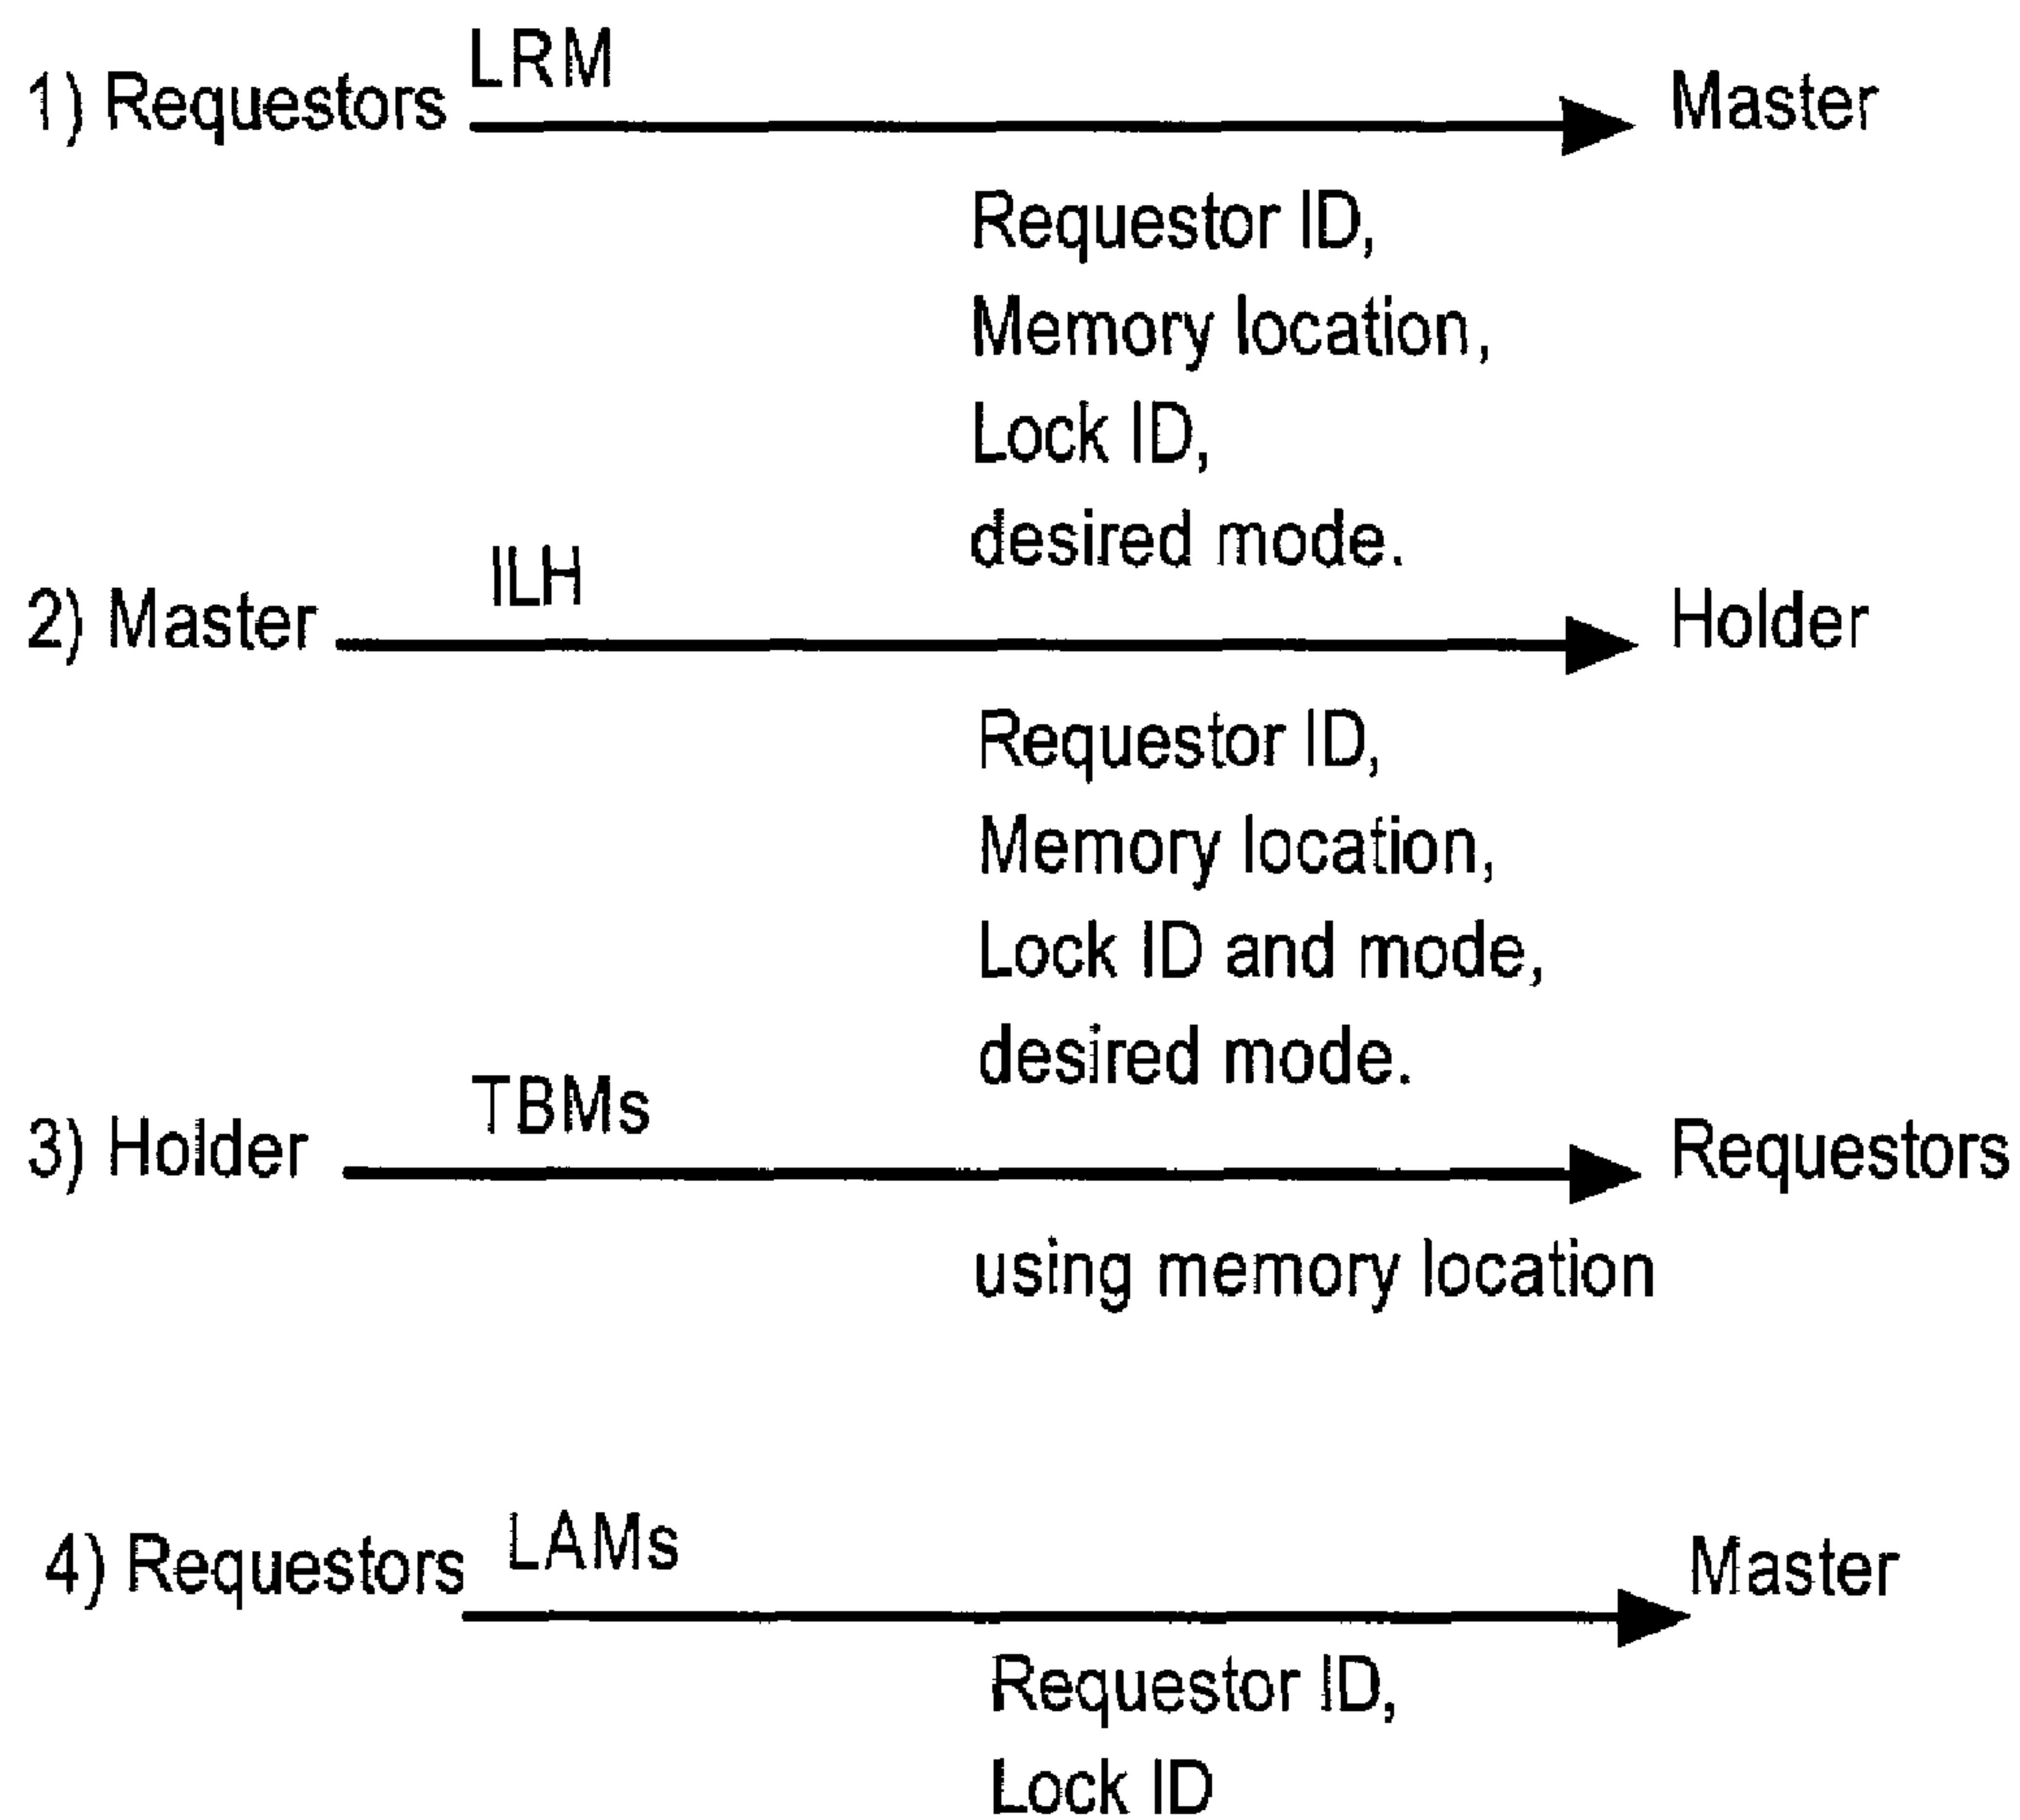 LRM
1) Requestors Master
Requestor ID,
Memory location,
Lock ID,
desired mode.
ILH
2) Master Holder
Requestor ID,
Memory location,
Lock ID and mode,
desired mode.
TBMs
3) Holder Requestors
using memory location
LAMs
4) Requestors Master
Requestor ID,
Lock ID